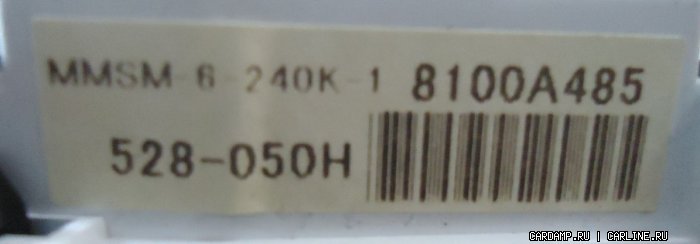 MMSM-6-240K-1 8100A485
528-050H
CARDAMP.RU | CARLINE.RU